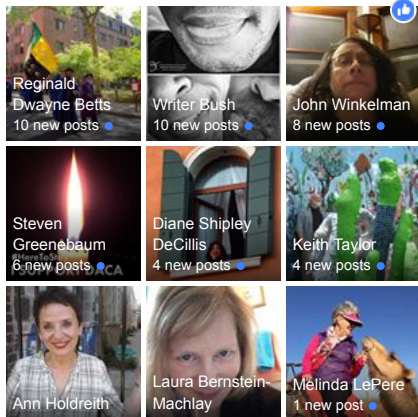 Reginald
Dwayne Betts
10 new posts
Writer Bush
10 new posts
John Winkelman
8 new posts
Steven
Greenebaum
6 new posts
Diane Shipley
DeCillis
4 new posts
Keith Taylor
4 new posts
Ann Holdreith
Laura Bernstein-
Machlay
Melinda LePere
1 new post